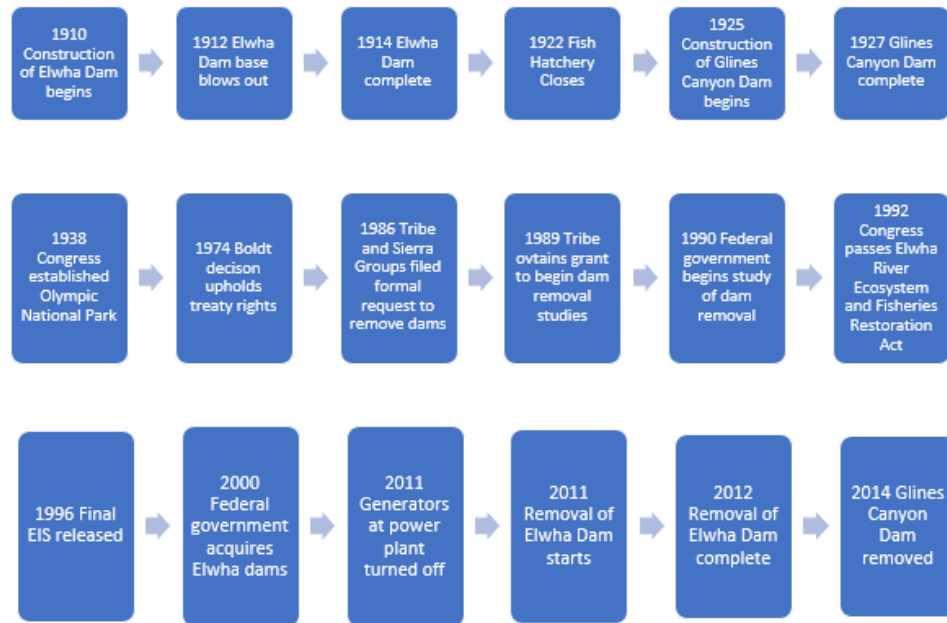 1910
Construction
of Elwha Dam
begins
1912 Elwha
Dam base
blows out
1914 Elwha
Dam
complete
1922 Fish
Hatchery
Closes
1925
Construction
of Glines
Canyon Dam
begins
1927 Glines
Canyon Dam
complete
1938
Congress
established
Olympic
National Park
1974 Boldt
decison
upholds
treaty rights
1986 Tribe
and Sierra
Groups filed
formal
request to
remove dams
1989 Tribe
ovtains grant
to begin dam
removal
studies
1990 Federal
government
begins study
of dam
removal
1992
Congress
passes Elwha
River
Ecosystem
and Fisheries
Restoration
Act
1996 Final
EIS released
2000
Federal
government
acquires
Elwha dams
2011
Generators
at power
plant
turned off
2011
Removal of
Elwha Dam
starts
2012
Removal of
Elwha Dam
complete
2014 Glines
Canyon
Dam
removed